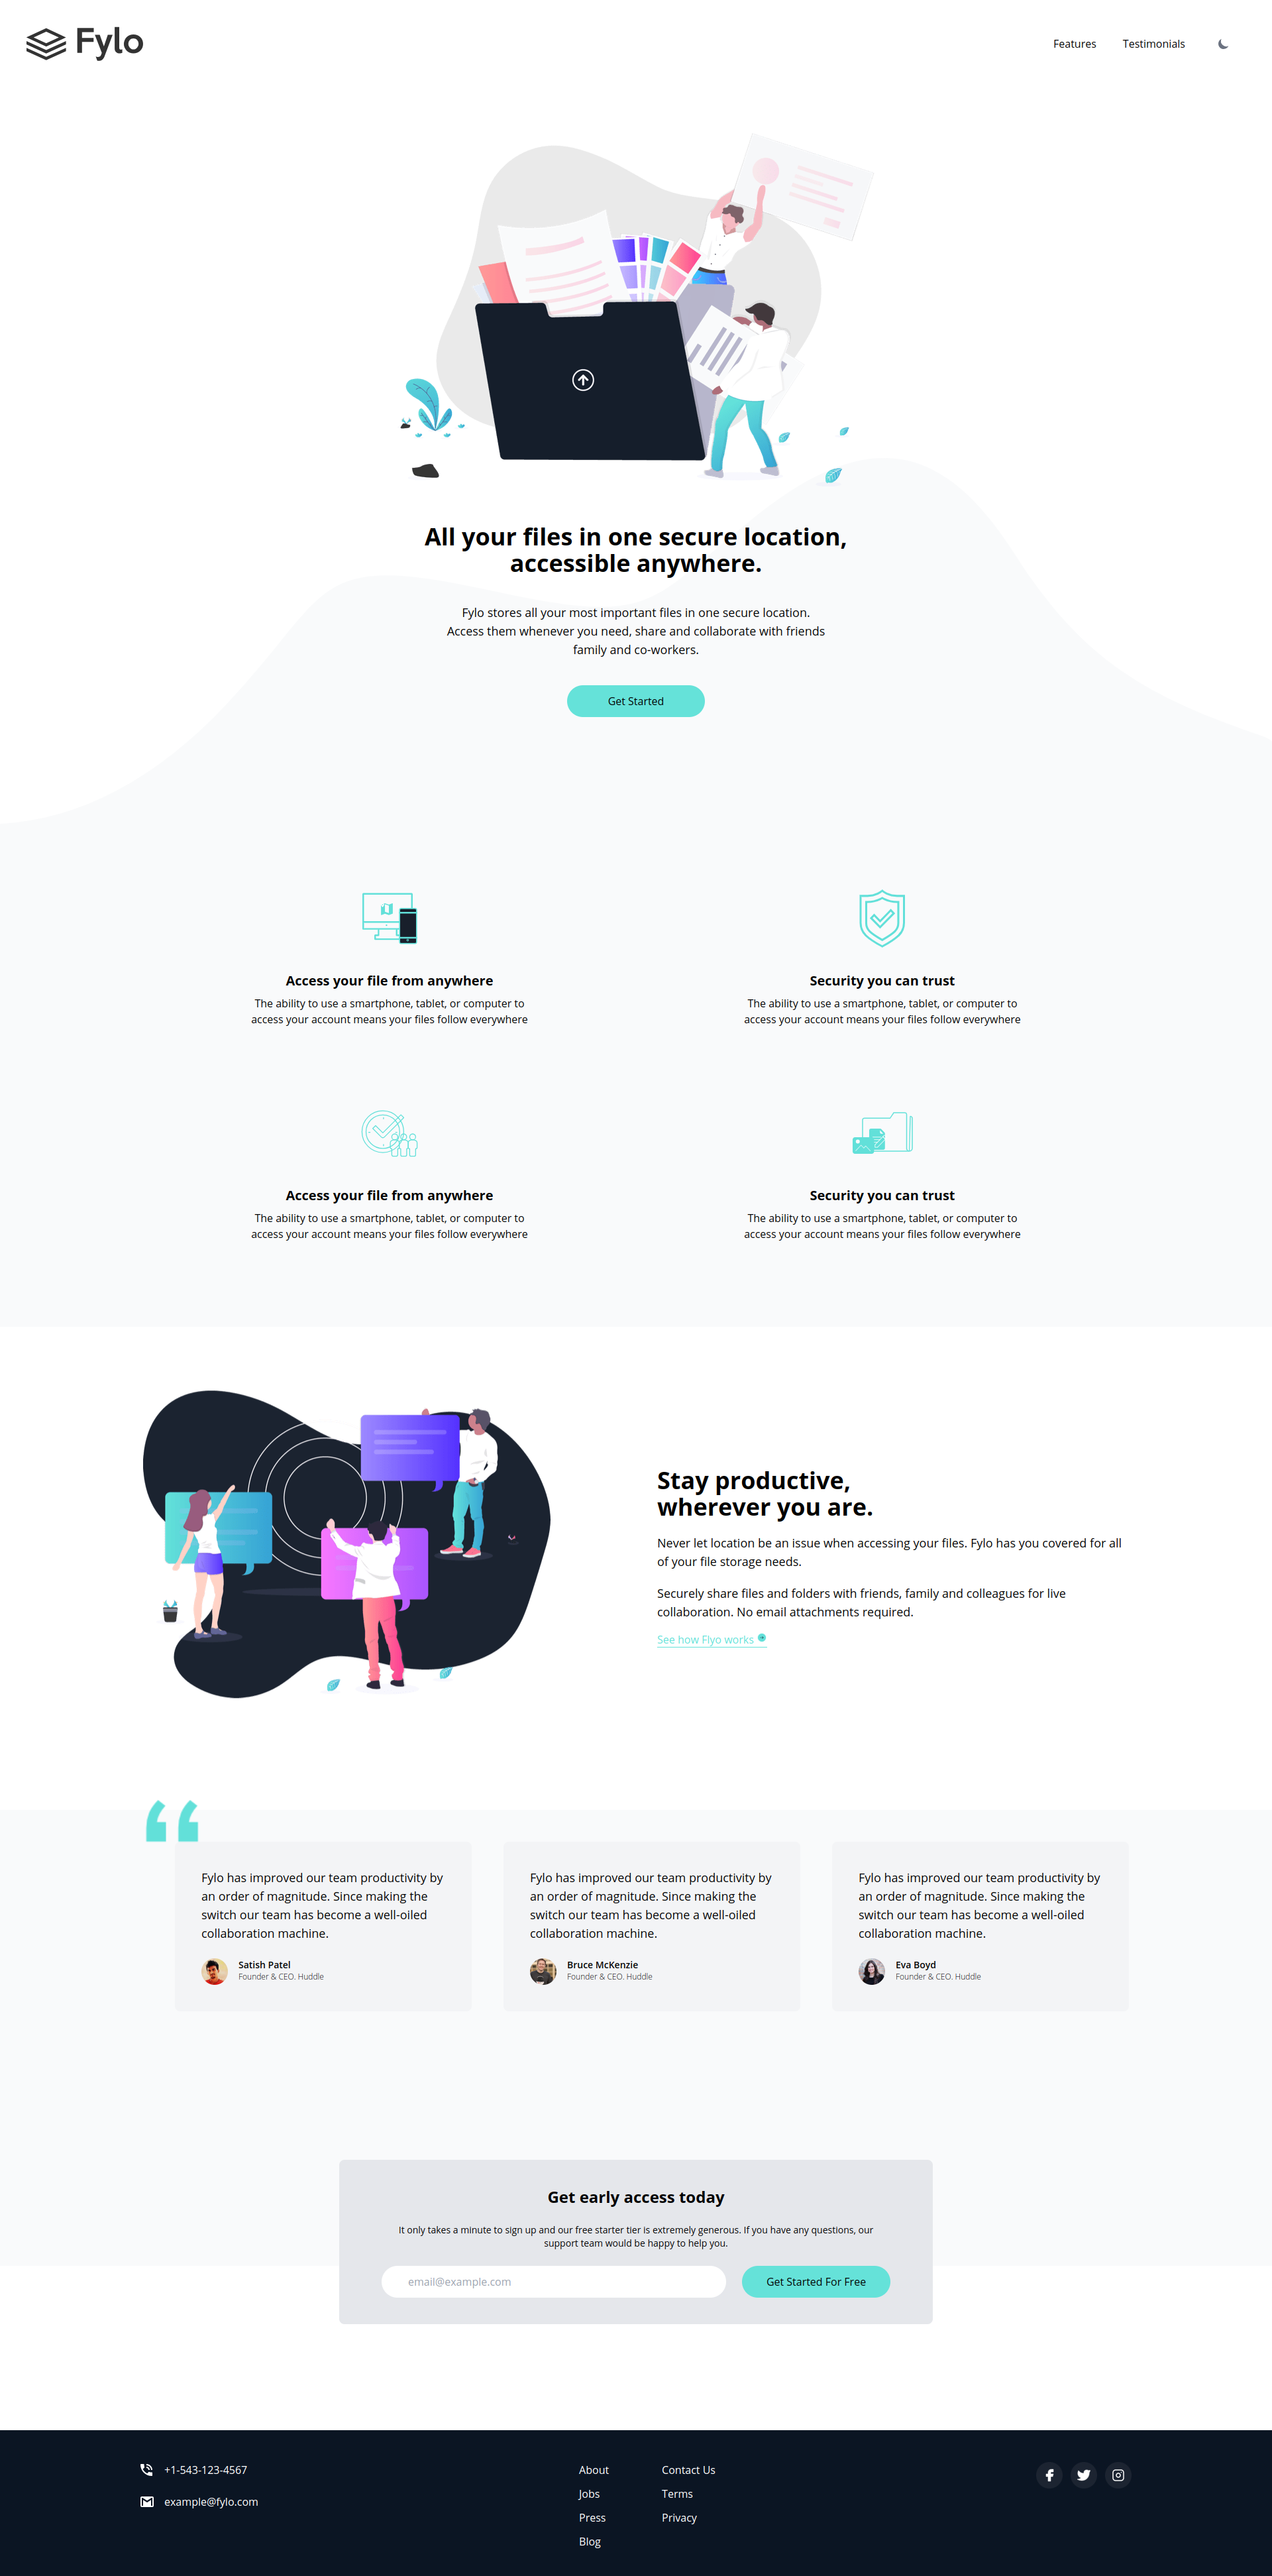 Fylo
Features
Testimonials
All your files in one secure location,
accessible anywhere.
Fylo stores all your most important files in one secure location.
Access them whenever you need, share and collaborate with friends
family and co-workers.
Get Started
Access your file from anywhere
The ability to use a smartphone, tablet, or computer to
access your account means your files follow everywhere
Security you can trust
The ability to use a smartphone, tablet, or computer to
access your account means your files follow everywhere
Access your file from anywhere
The ability to use a smartphone, tablet, or computer to
access your account means your files follow everywhere
Security you can trust
The ability to use a smartphone, tablet, or computer to
access your account means your files follow everywhere
Stay productive,
wherever you are.
Never let location be an issue when accessing your files. Fylo has you covered for all
of your file storage needs.
Securely share files and folders with friends, family and colleagues for live
collaboration. No email attachments required.
See how Flyo works
Fylo has improved our team productivity by
an order of magnitude. Since making the
switch our team has become a well-oiled
collaboration machine.
Satish Patel
Founder & CEO. Huddle
Fylo has improved our team productivity by
an order of magnitude. Since making the
switch our team has become a well-oiled
collaboration machine.
Bruce McKenzie
Founder & CEO. Huddle
Fylo has improved our team productivity by
an order of magnitude. Since making the
switch our team has become a well-oiled
collaboration machine.
Eva Boyd
Founder & CEO. Huddle
Get early access today
It only takes a minute to sign up and our free starter tier is extremely generous. If you have any questions, our
support team would be happy to help you.
email@example.com
Get Started For Free
+1-543-123-4567
example@fylo.com
About
Jobs
Press
Blog
Contact Us
Terms
Privacy